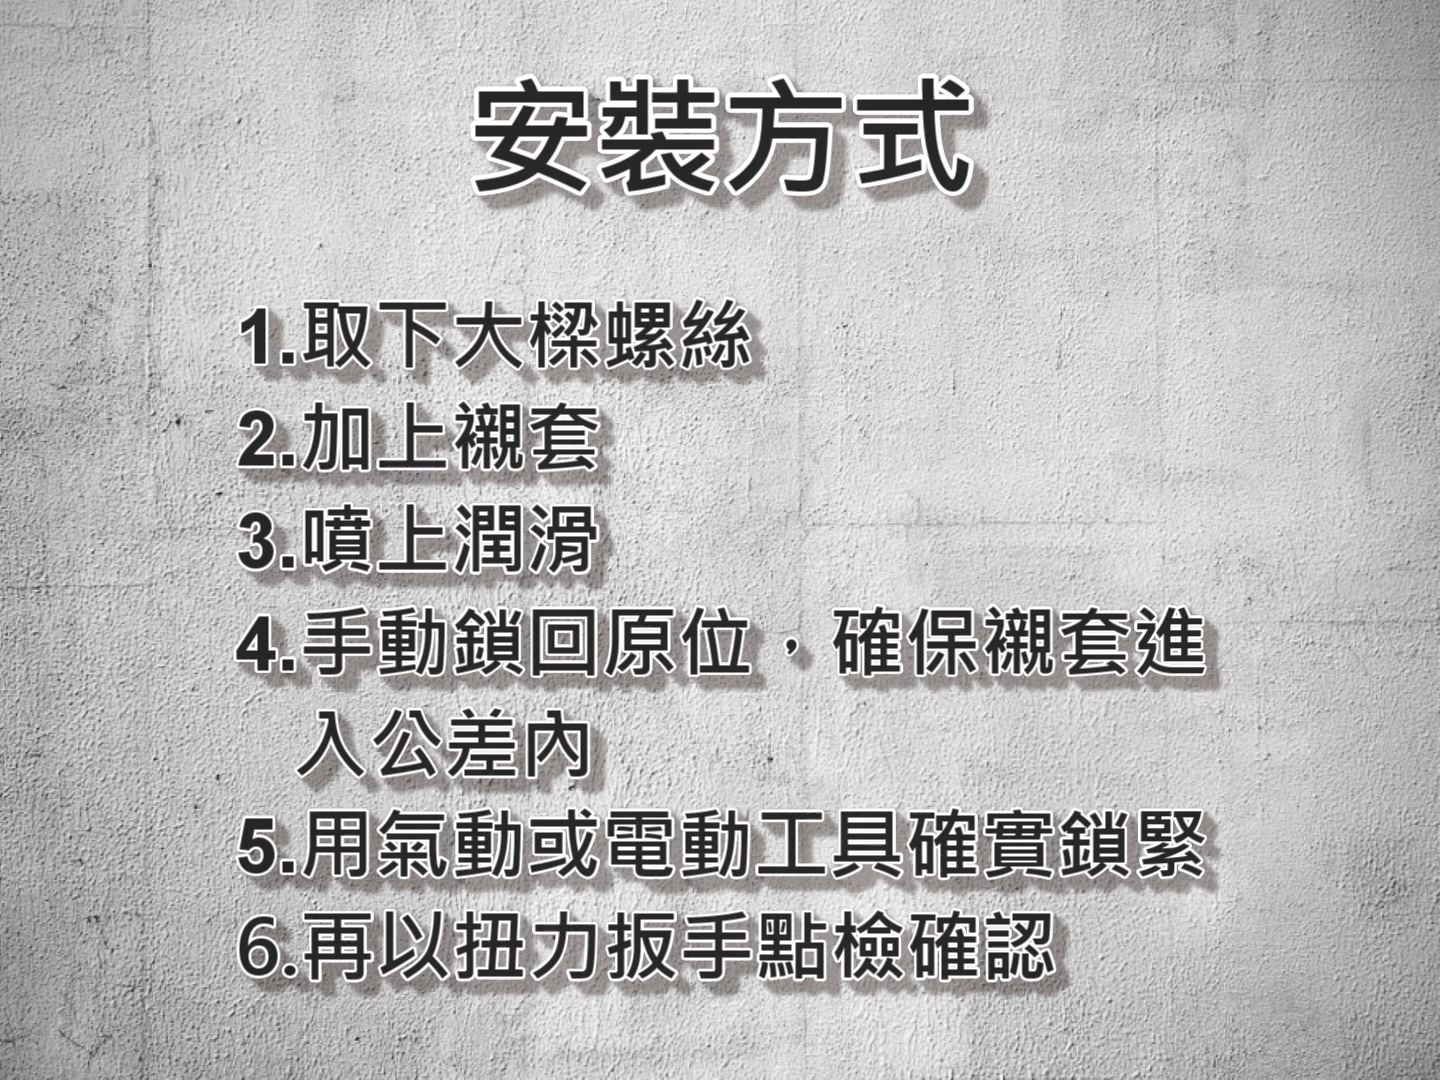 安裝方式
1.取下大樑螺絲
2.加上襯套
3.噴上潤滑
4.手動鎖回原位，確保襯套進
入公差內
5.用氣動或電動工具確實鎖緊
6.再以扭力扳手點檢確認